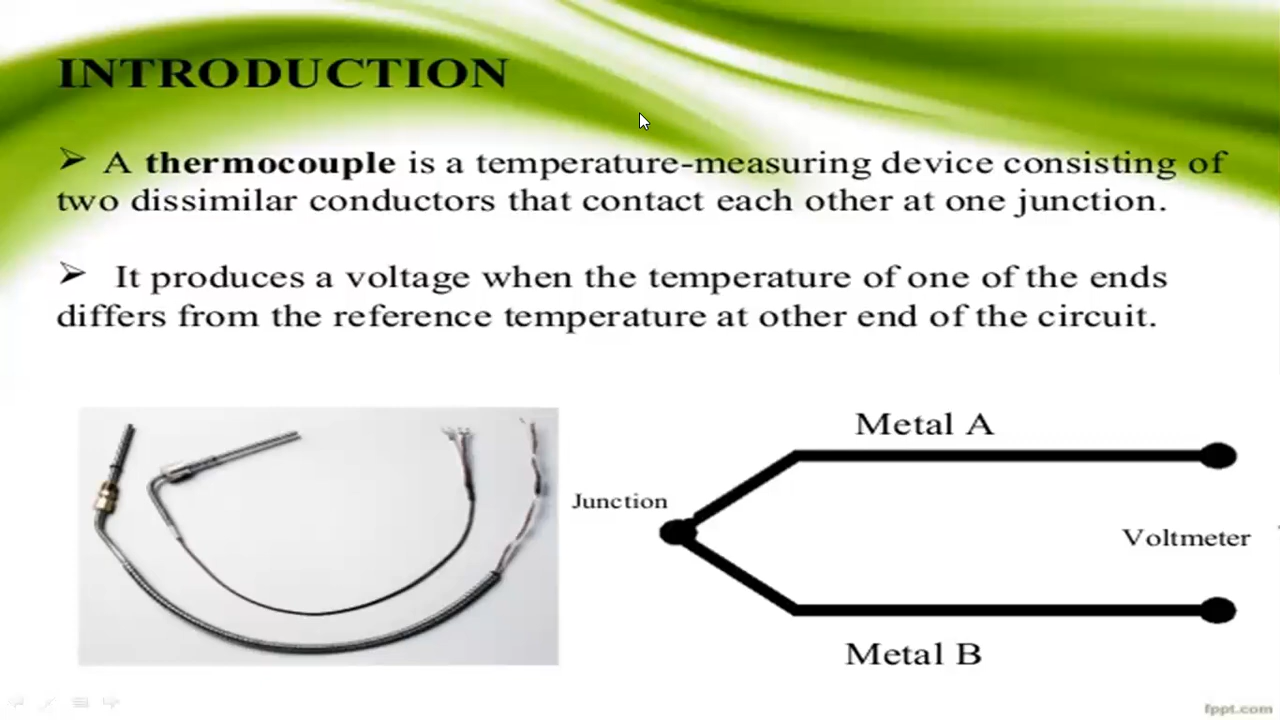 INTRODUCTION
A thermocouple is a temperature-measuring device consisting of
two dissimilar conductors that contact each other at one junction.
It produces a voltage when the temperature of one of the ends
differs from the reference temperature at other end of the circuit.
Metal A
Junction
Voltmeter
Metal B
fppt.com